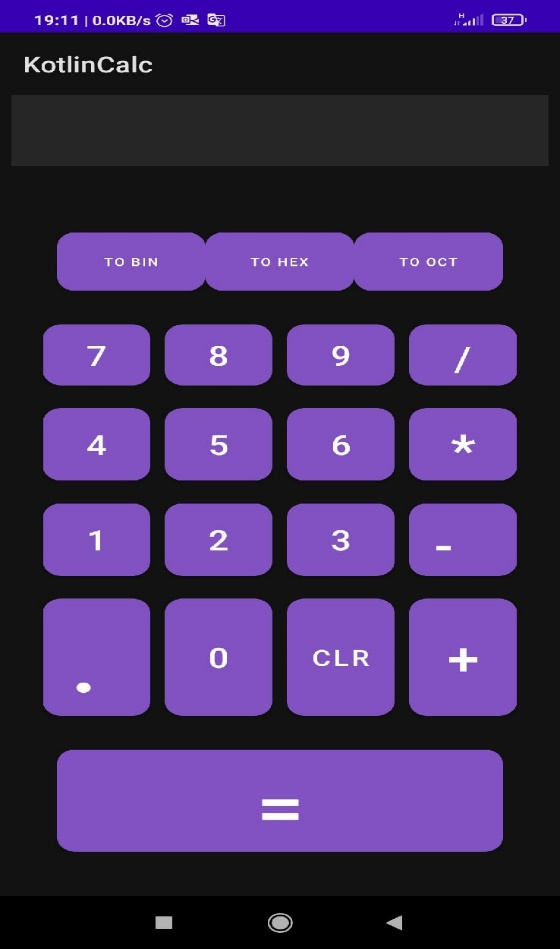 19:11 | 0.0KB/s H 37
KotlinCalc
TO BIN TO HEX TO OCT
7 8 9 /
4 5 6 *
1 2 3 -
. 0 CLR +
=